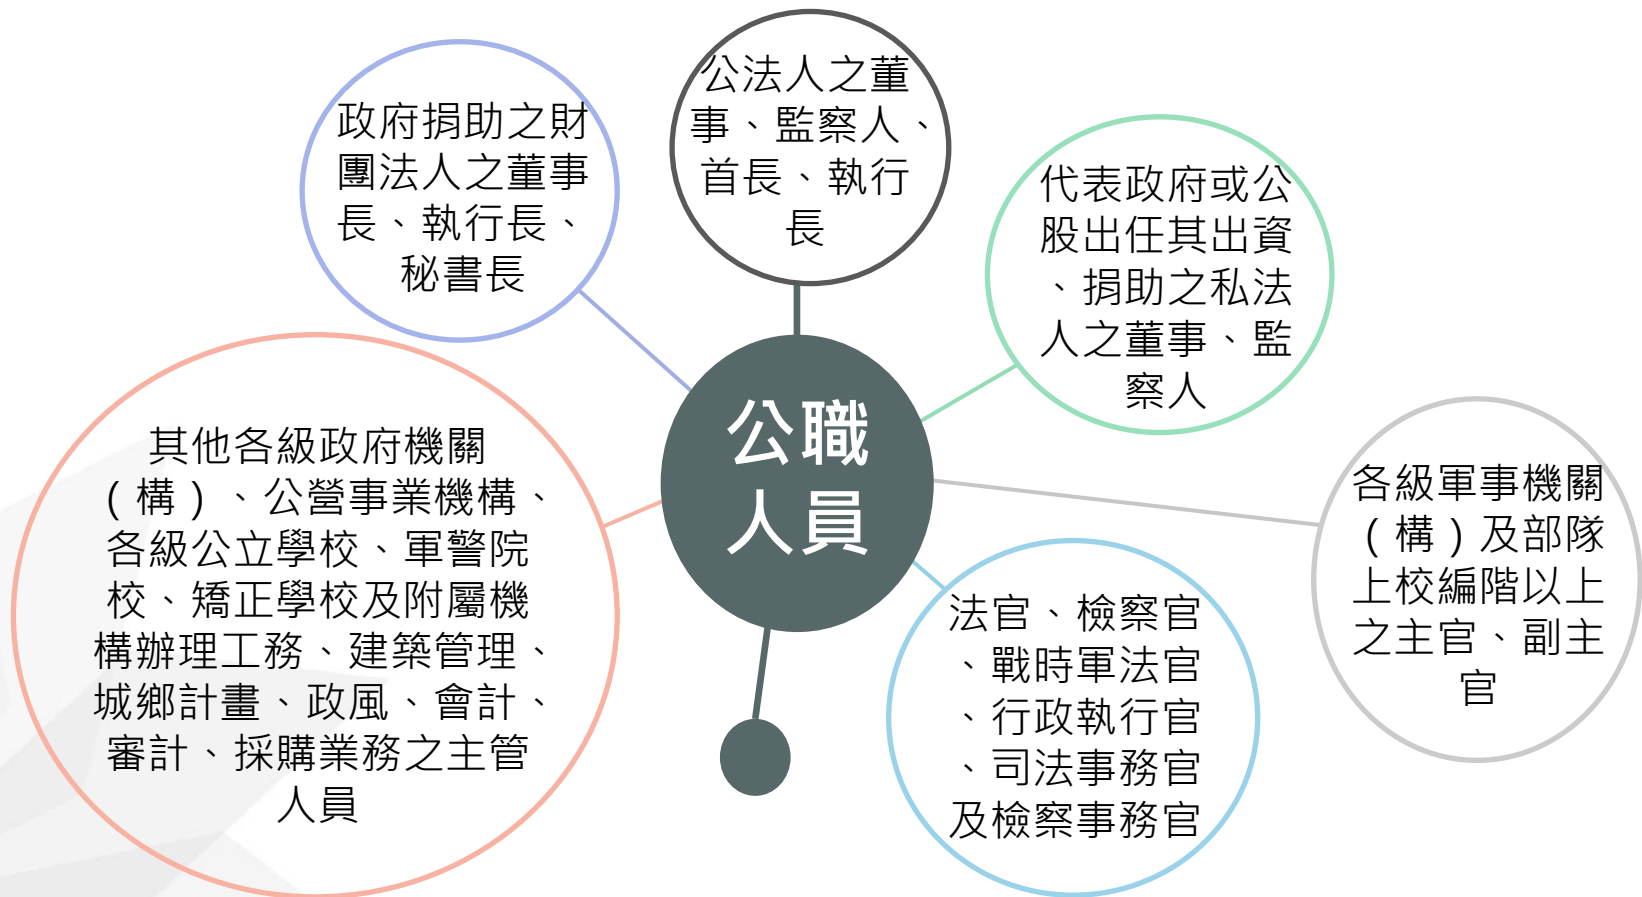 公法人之董
事、監察人、
首長、執行
長
政府捐助之財
團法人之董事
長、執行長、
秘書長
代表政府或公
股出任其出資
、捐助之私法
人之董事、監
察人
公職
人員
其他各級政府機關
（構）、公營事業機構、
各級公立學校、軍警院
校、矯正學校及附屬機
構辦理工務、建築管理、
城鄉計畫、政風、會計、
審計、採購業務之主管
人員
各級軍事機關
（構）及部隊
上校編階以上
之主官、副主
官
法官、檢察官
、戰時軍法官
、行政執行官
、司法事務官
及檢察事務官